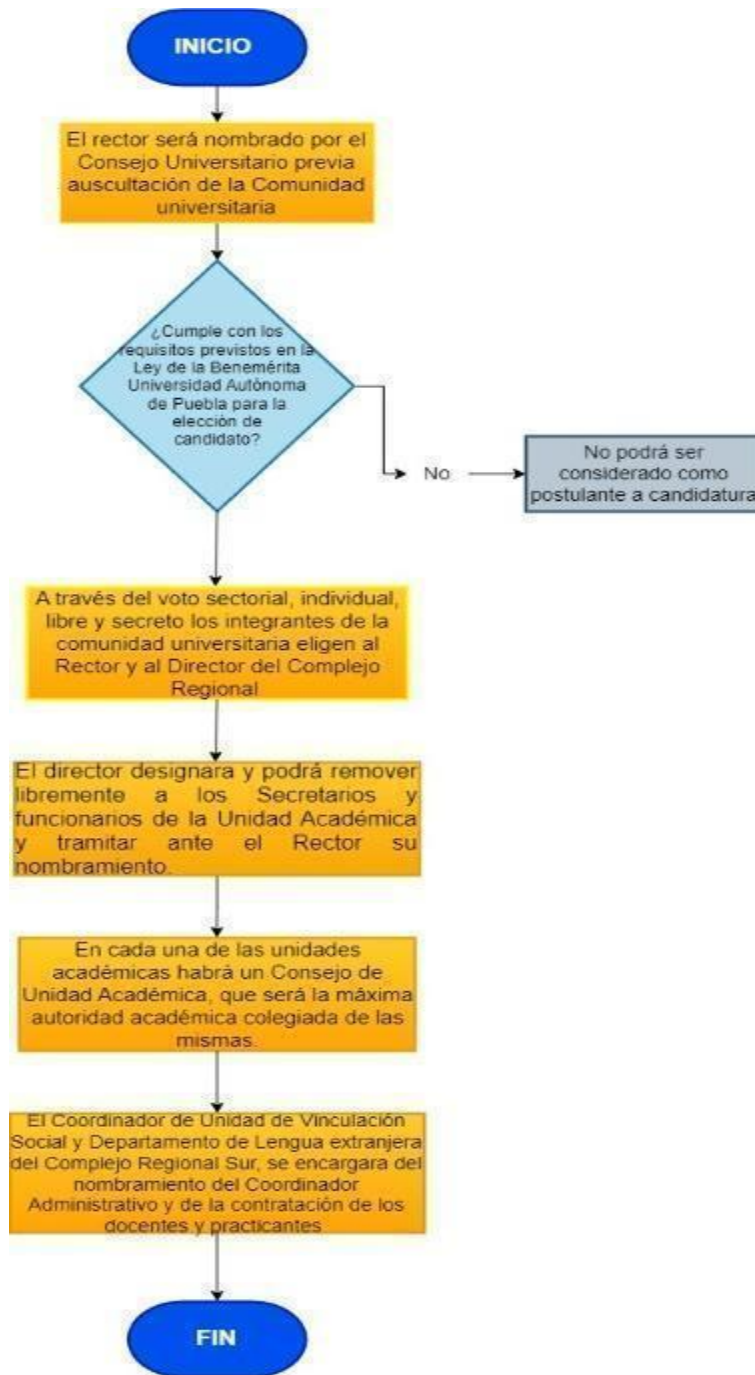 INICIO
El rector será nombrado por el
Consejo Universitario previa
auscultación de la Comunidad
universitaria
¿Cumple con los
requisitos previstos en la
Ley de la Benemérita
Universidad Autónoma
de Puebla para la
elección de
candidato?
No
No podrá ser
considerado como
postulante a candidatura
A través del voto sectorial, individual,
libre y secreto los integrantes de la
comunidad universitaria eligen al
Rector y al Director del Complejo
Regional
El director designara y podrá remover
libremente a los Secretarios y
funcionarios de la Unidad Académica
y tramitar ante el Rector su
nombramiento.
En cada una de las unidades
académicas habrá un Consejo de
Unidad Académica, que será la máxima
autoridad académica colegiada de las
mismas.
El Coordinador de Unidad de Vinculación
Social y Departamento de Lengua extranjera
del Complejo Regional Sur, se encargara del
nombramiento del Coordinador
Administrativo y de la contratación de los
docentes y practicantes
FIN